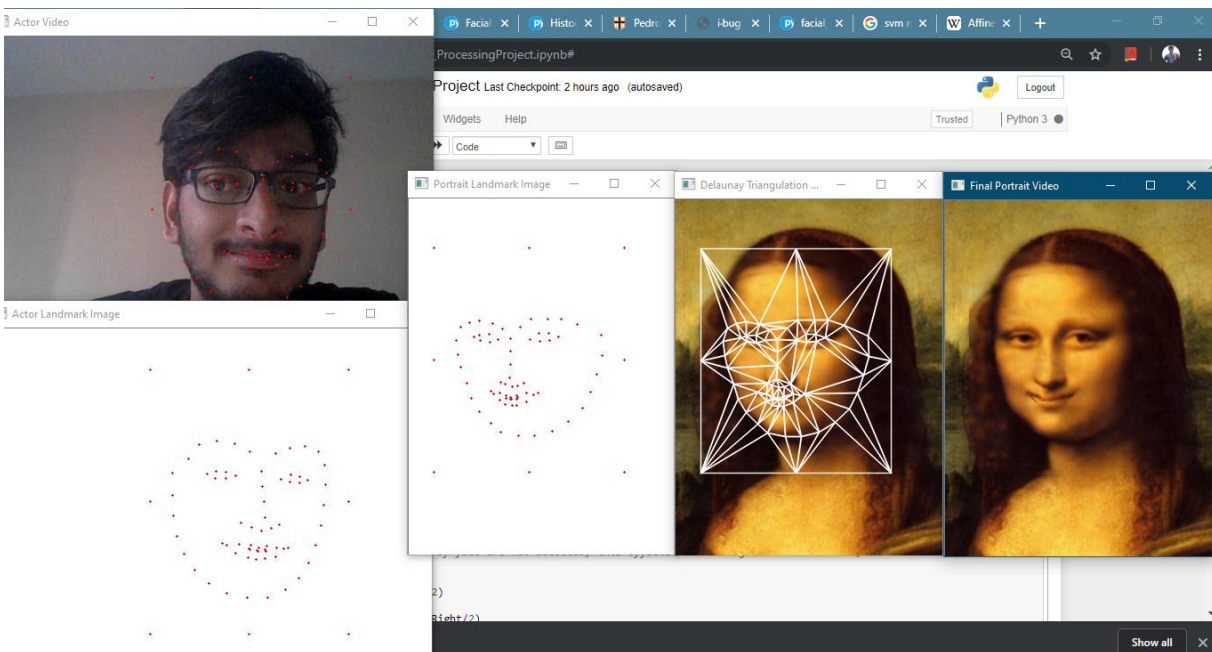 Actor Video
Facial
Histo
Pedro
i-bug
facial
svm n
Affine
_ProcessingProject.ipynb#
Project Last Checkpoint: 2 hours ago (autosaved)
Logout
Widgets Help
Trusted
Python 3
Code
Portrait Landmark Image
Delaunay Triangulation ...
Final Portrait Video
Actor Landmark Image
2)
Right/2)
Show all